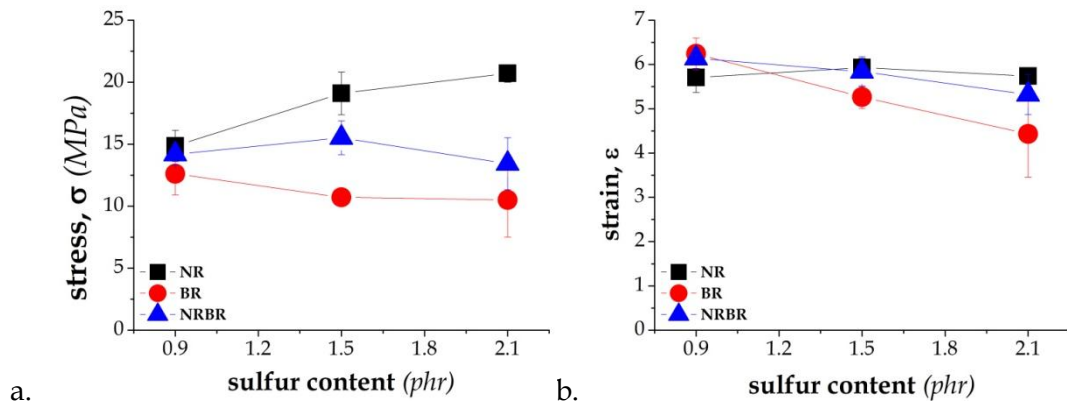 25
20
15
10
5
0
stress, σ (MPa)
NR
BR
NRBR
0.9 1.2 1.5 1.8 2.1
sulfur content (phr)
a.
7
6
5
4
3
2
1
0
strain, ε
NR
BR
NRBR
0.9 1.2 1.5 1.8 2.1
sulfur content (phr)
b.